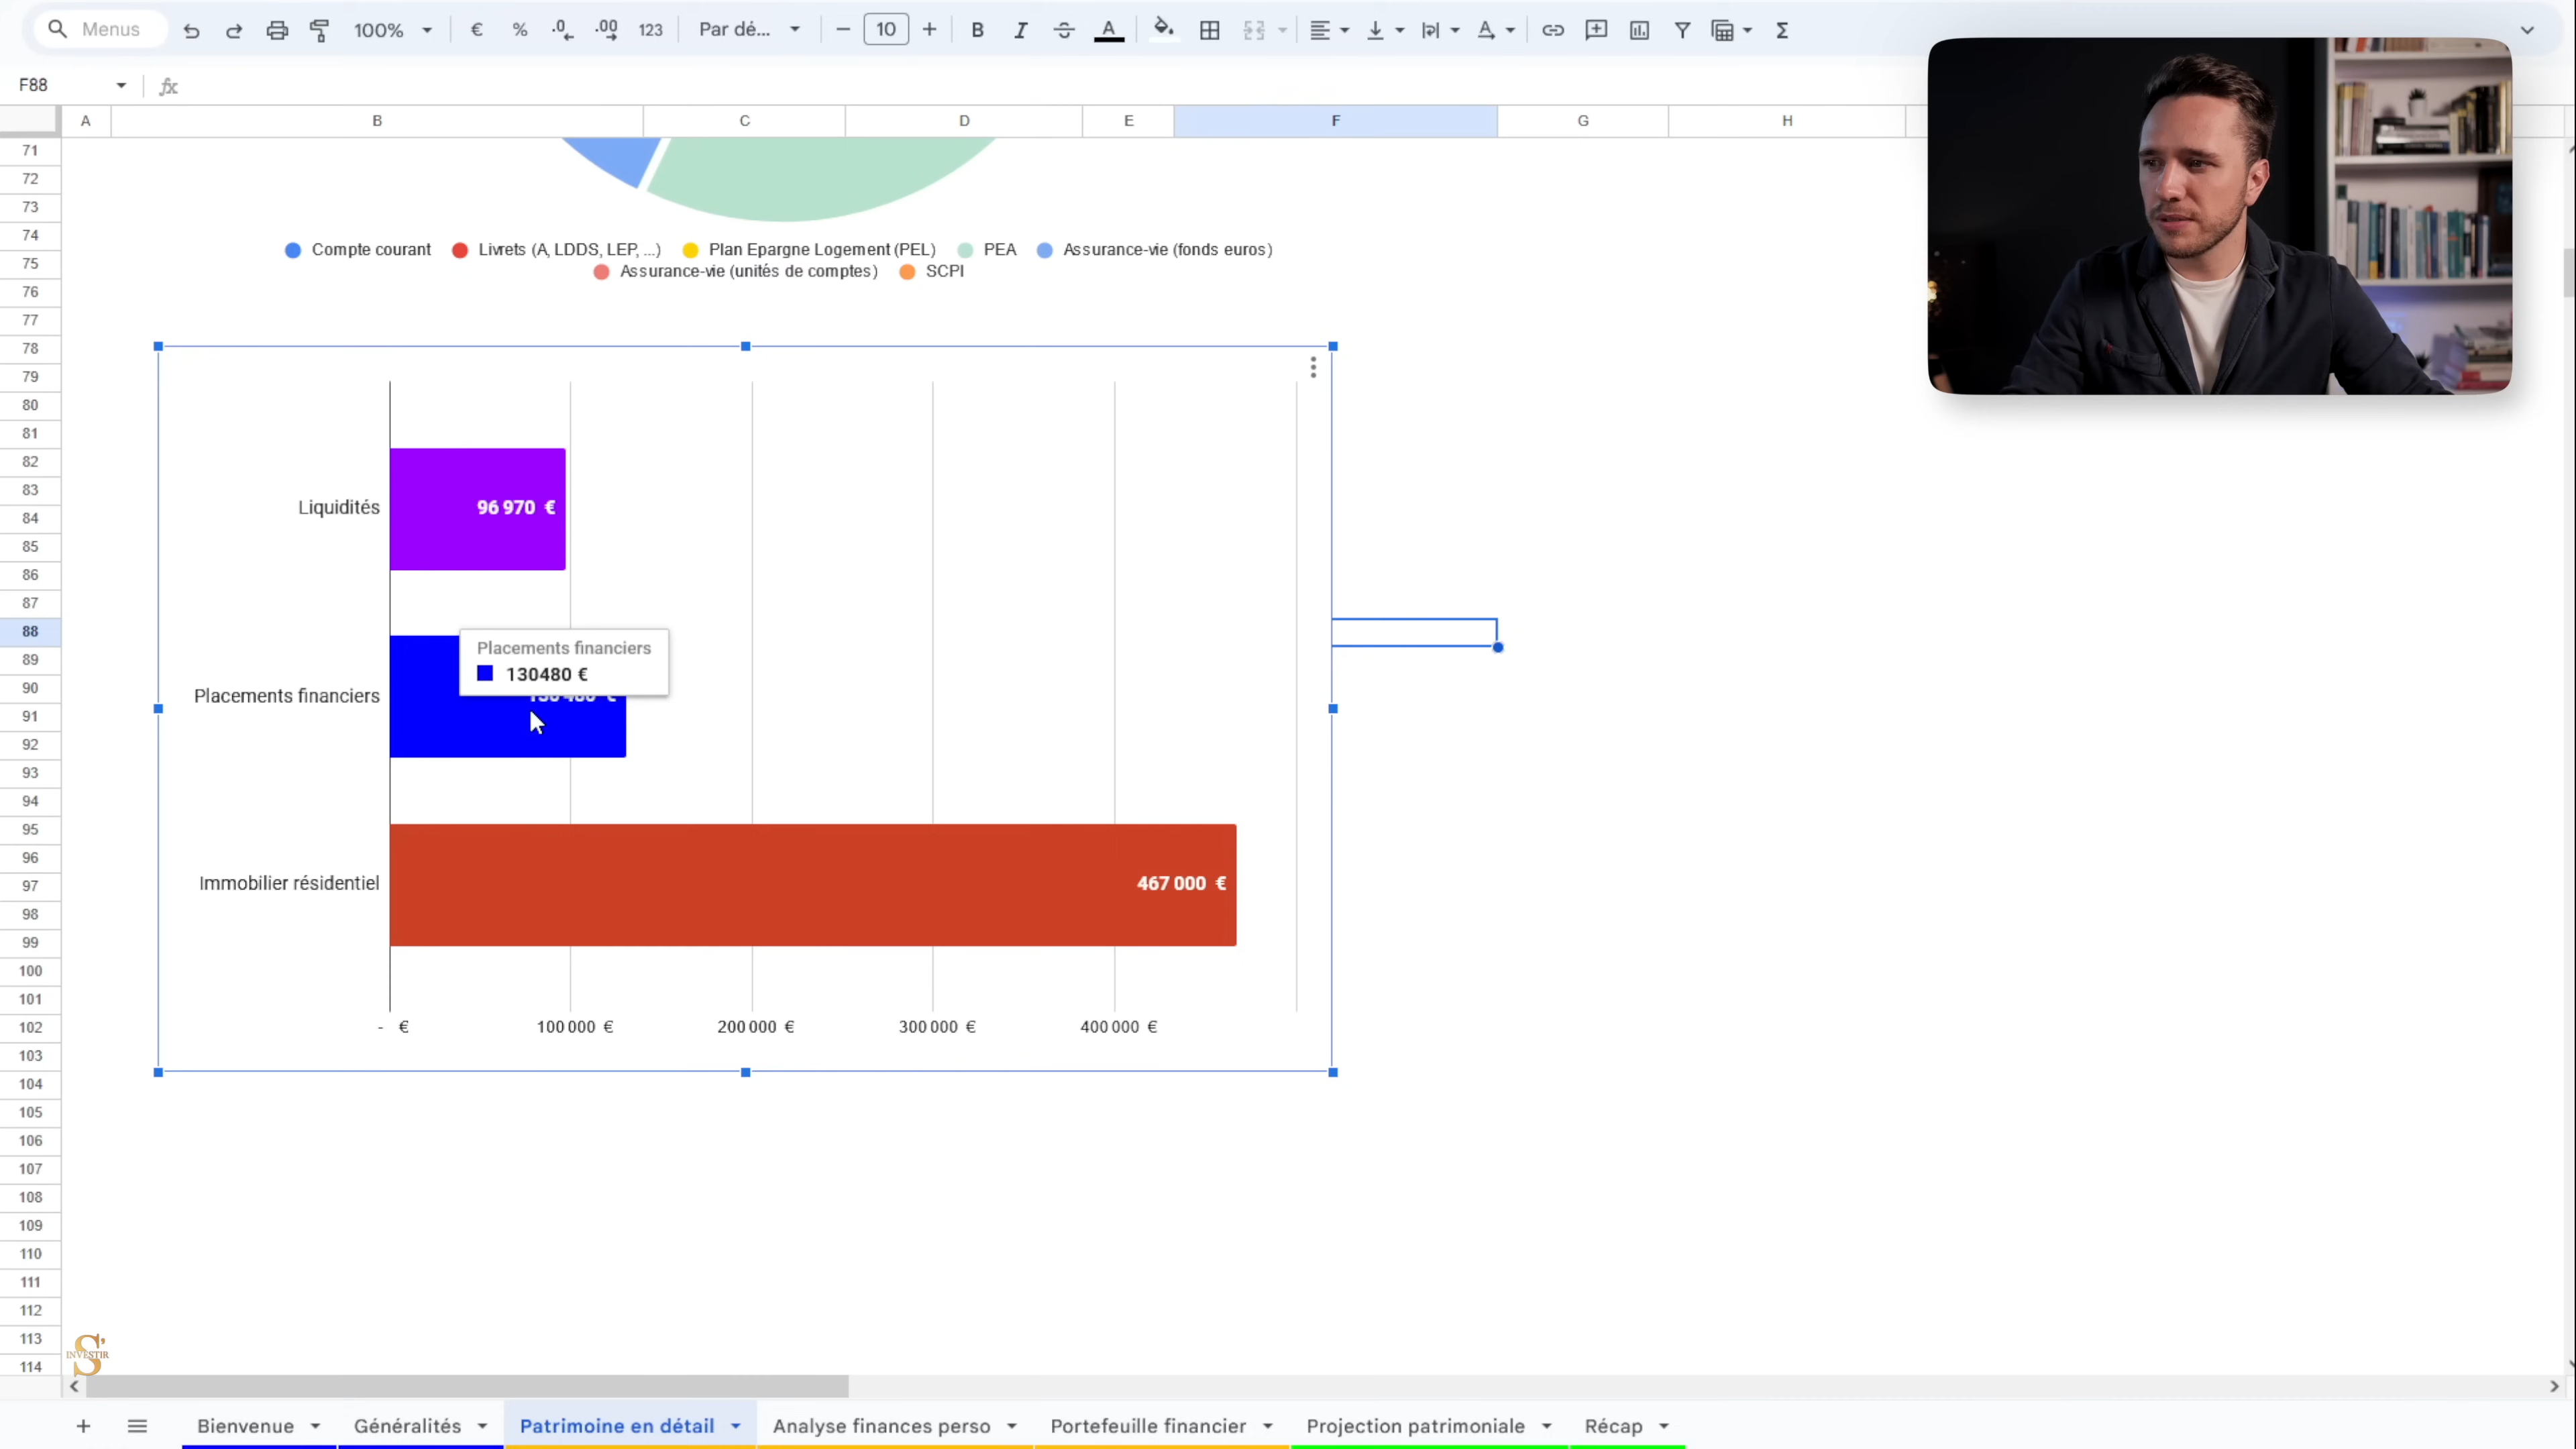 Menus
100%
€
%
.0
.00
123
Par dé...
10
B
I
A
A
Σ
F88
fx
A
B
C
D
E
F
G
H
71
72
73
74
75
76
77
78
79
80
81
82
83
84
85
86
87
88
89
90
91
92
93
94
95
96
97
98
99
100
101
102
103
104
105
106
107
108
109
110
111
112
113
114
Compte courant
Livrets (A, LDDS, LEP, ...)
Plan Epargne Logement (PEL)
PEA
Assurance-vie (fonds euros)
Assurance-vie (unités de comptes)
SCPI
Liquidités
96 970 €
Placements financiers
130480 €
Placements financiers
130 480 €
Immobilier résidentiel
467 000 €
- €
100 000 €
200 000 €
300 000 €
400 000 €
S'
INVESTIR
Bienvenue
Généralités
Patrimoine en détail
Analyse finances perso
Portefeuille financier
Projection patrimoniale
Récap